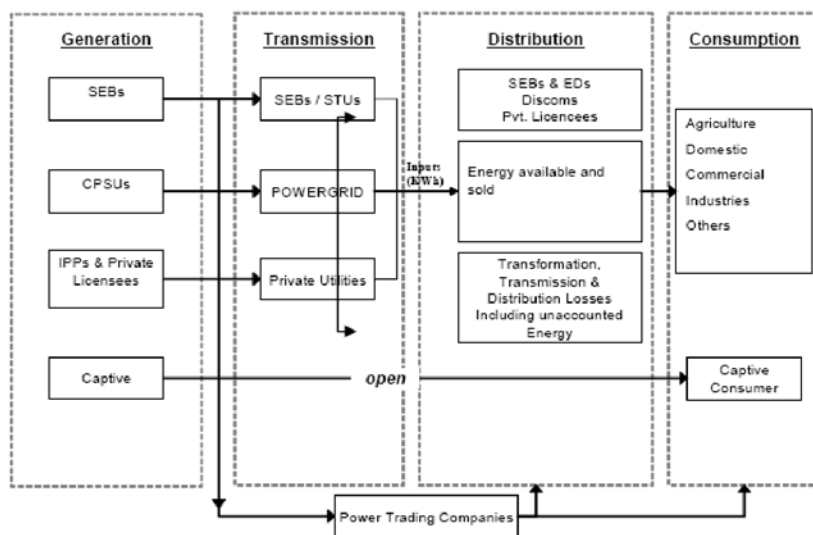 Generation
SEBs
CPSUs
IPPs & Private
Licensees
Captive
Transmission
SEBs / STUs
POWERGRID
Private Utilities
open
Inputs
(KWh)
Distribution
SEBs & EDs
Discoms
Pvt. Licencees
Energy available and
sold
Transformation,
Transmission &
Distribution Losses
Including unaccounted
Energy
Consumption
Agriculture
Domestic
Commercial
Industries
Others
Captive
Consumer
Power Trading Companies